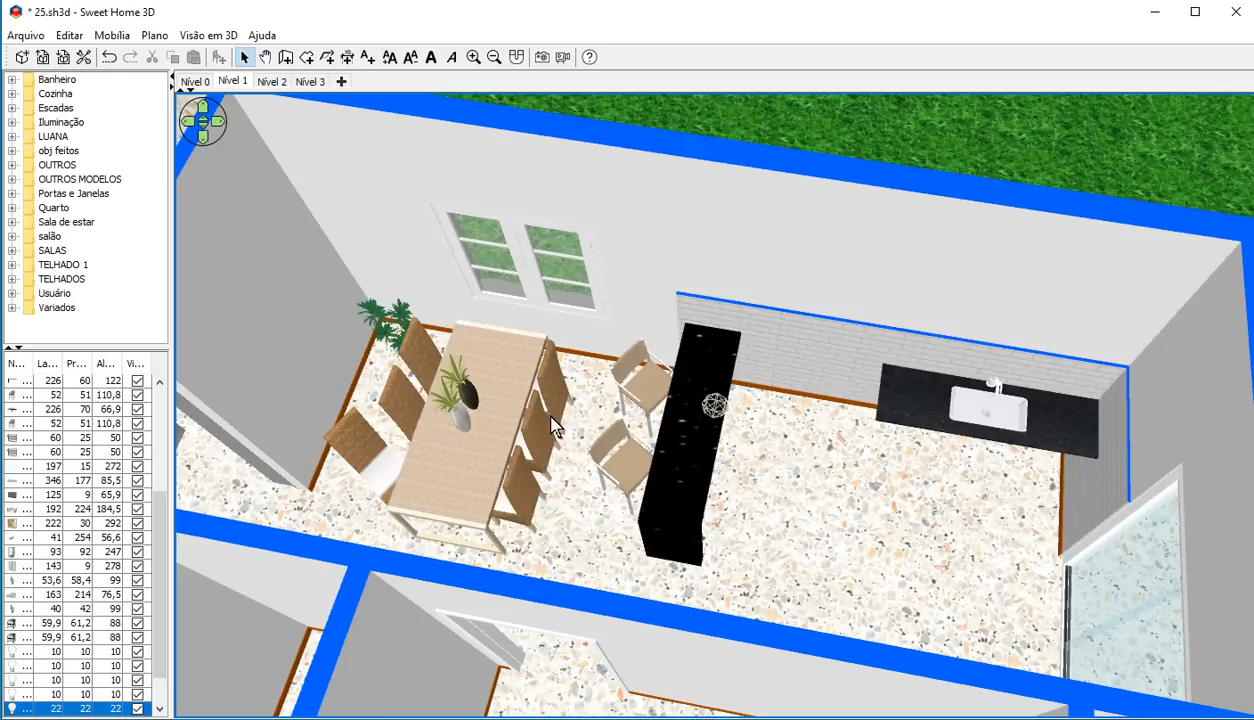 * 25.sh3d - Sweet Home 3D
Arquivo Editar Mobília Plano Visão em 3D Ajuda
Nível 0 Nível 1 Nível 2 Nível 3
Banheiro
Cozinha
Escadas
Iluminação
LUANA
obj feitos
OUTROS
OUTROS MODELOS
Portas e Janelas
Quarto
Sala de estar
salão
SALAS
TELHADO 1
TELHADOS
Usuário
Variados
N... La... Pr... Al... Vi...
... 226 60 122
... 52 51 110,8
... 226 70 66,9
... 52 51 110,8
... 60 25 50
... 60 25 50
... 197 15 272
... 346 177 85,5
... 125 9 65,9
... 192 224 184,5
... 222 30 292
... 41 254 56,6
... 93 92 247
... 143 9 278
... 53,6 58,4 99
... 163 214 76,5
... 40 42 99
... 59,9 61,2 88
... 59,9 61,2 88
... 10 10 10
... 10 10 10
... 10 10 10
... 10 10 10
... 22 22 22